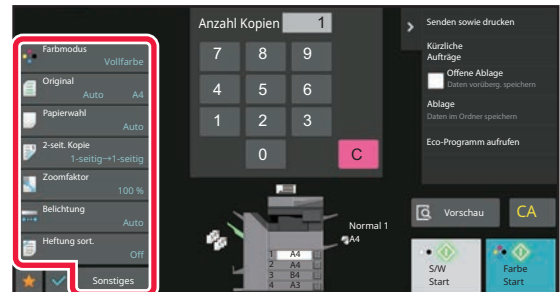 Farbmodus
Vollfarbe
Original
Auto A4
Papierwahl
Auto
2-seit. Kopie
1-seitig→1-seitig
Zoomfaktor
100 %
Belichtung
Auto
Heftung sort.
Off
Sonstiges
Anzahl Kopien 1
7 8 9
4 5 6
1 2 3
0 C
Normal 1
A4
1 A4
2 A4
3 B4
4 A3
Senden sowie drucken
Kürzliche
Aufträge
Offene Ablage
Daten vorüberg. speichern
Ablage
Daten im Ordner speichern
Eco-Programm aufrufen
Vorschau CA
S/W
Start
Farbe
Start